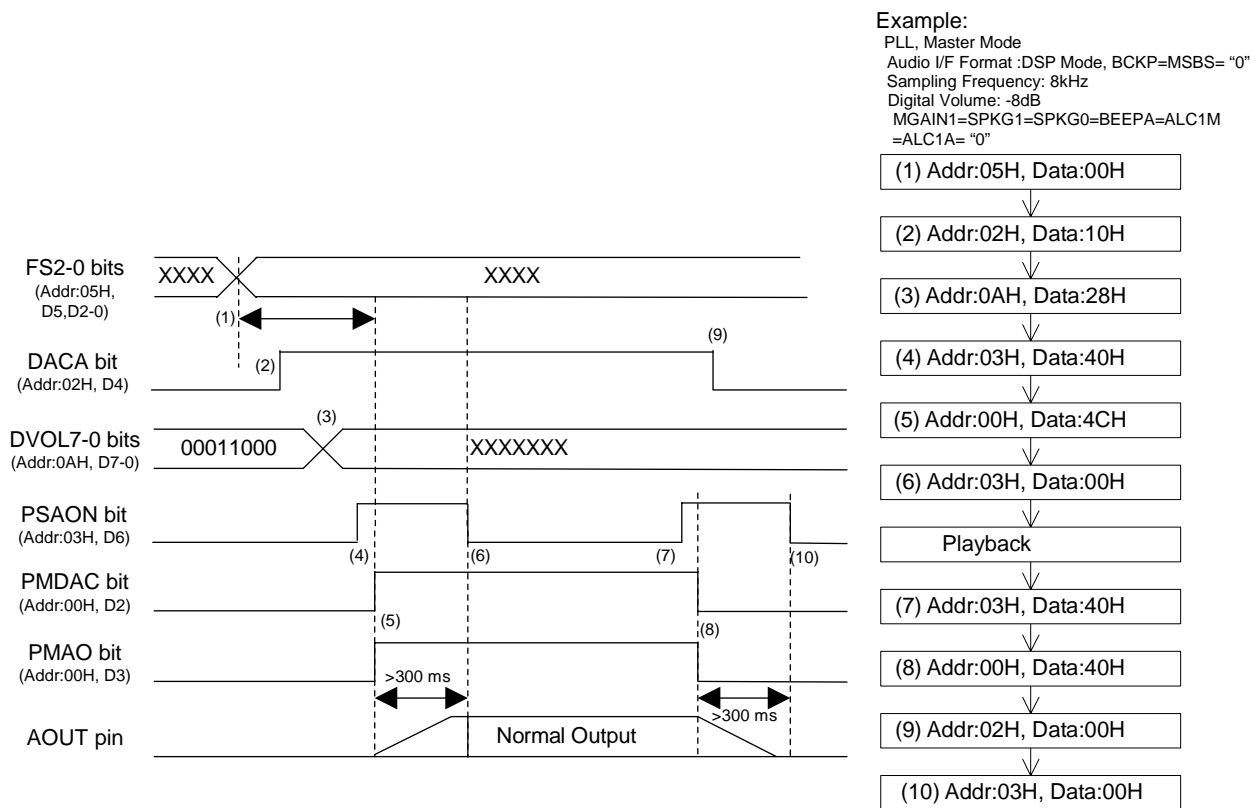 Example:
PLL, Master Mode
Audio I/F Format :DSP Mode, BCKP=MSBS= “0”
Sampling Frequency: 8kHz
Digital Volume: -8dB
MGAIN1=SPKG1=SPKG0=BEEPA=ALC1M
=ALC1A= “0”
(1) Addr:05H, Data:00H
(2) Addr:02H, Data:10H
(3) Addr:0AH, Data:28H
(4) Addr:03H, Data:40H
(5) Addr:00H, Data:4CH
(6) Addr:03H, Data:00H
Playback
(7) Addr:03H, Data:40H
(8) Addr:00H, Data:40H
(9) Addr:02H, Data:00H
(10) Addr:03H, Data:00H
FS2-0 bits
(Addr:05H,
D5,D2-0)
XXXX
XXXX
(1)
DACA bit
(Addr:02H, D4)
(2)
(9)
DVOL7-0 bits
(Addr:0AH, D7-0)
00011000
(3)
XXXXXXX
PSAON bit
(Addr:03H, D6)
(4)
(6)
(7)
(10)
PMDAC bit
(Addr:00H, D2)
(5)
(8)
PMAO bit
(Addr:00H, D3)
>300 ms
>300 ms
AOUT pin
Normal Output